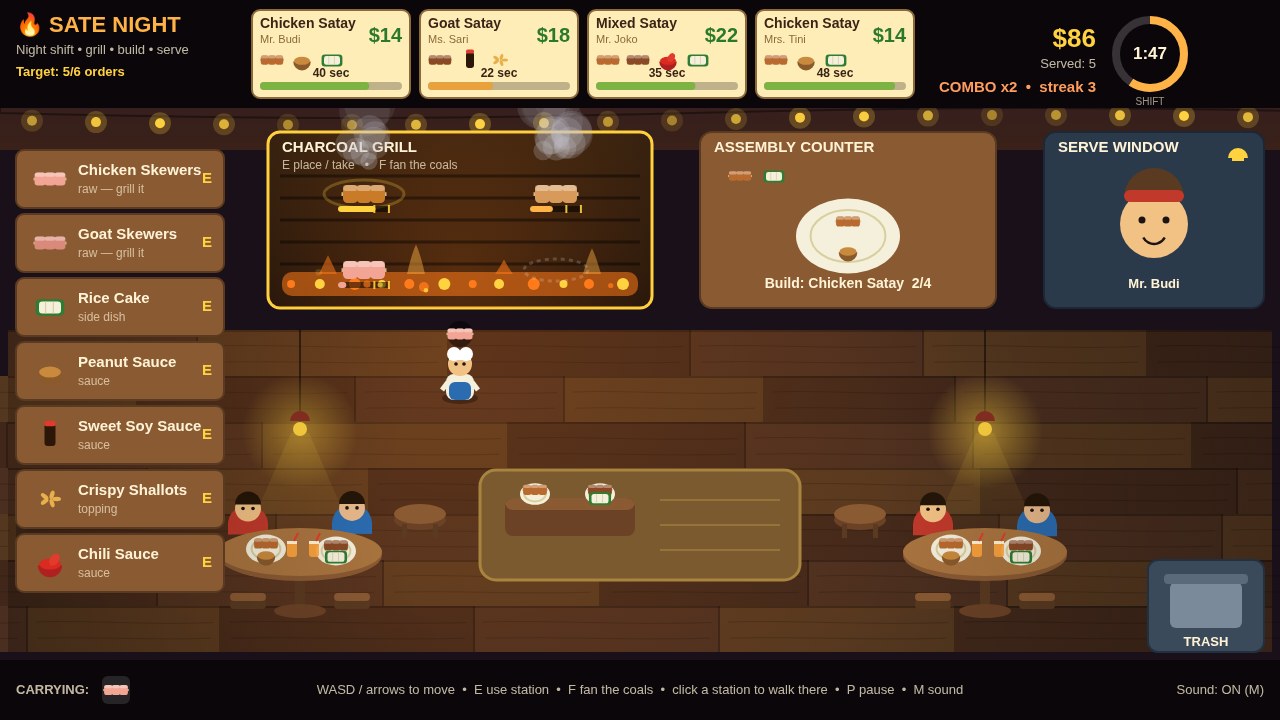 🔥 SATE NIGHT
Night shift • grill • build • serve
Target: 5/6 orders
Chicken Satay
Mr. Budi
$14
40 sec
Goat Satay
Ms. Sari
$18
22 sec
Mixed Satay
Mr. Joko
$22
35 sec
Chicken Satay
Mrs. Tini
$14
48 sec
$86
Served: 5
COMBO x2 • streak 3
1:47
SHIFT
Chicken Skewers
raw — grill it
E
Goat Skewers
raw — grill it
E
Rice Cake
side dish
E
Peanut Sauce
sauce
E
Sweet Soy Sauce
sauce
E
Crispy Shallots
topping
E
Chili Sauce
sauce
E
CHARCOAL GRILL
E place / take • F fan the coals
ASSEMBLY COUNTER
Build: Chicken Satay 2/4
SERVE WINDOW
Mr. Budi
TRASH
CARRYING:
WASD / arrows to move • E use station • F fan the coals • click a station to walk there • P pause • M sound
Sound: ON (M)